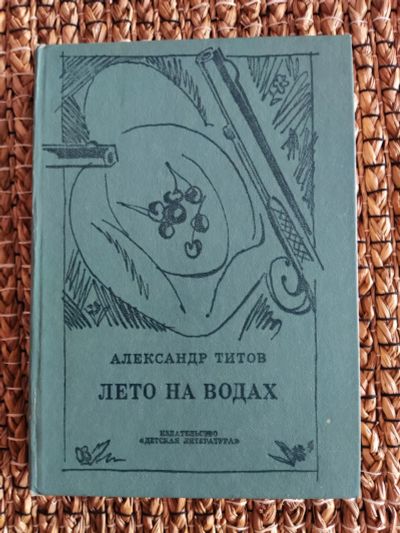 АЛЕКСАНДР ТИТОВ
ЛЕТО НА ВОДАХ
ИЗДАТЕЛЬСТВО
«ДЕТСКАЯ ЛИТЕРАТУРА»